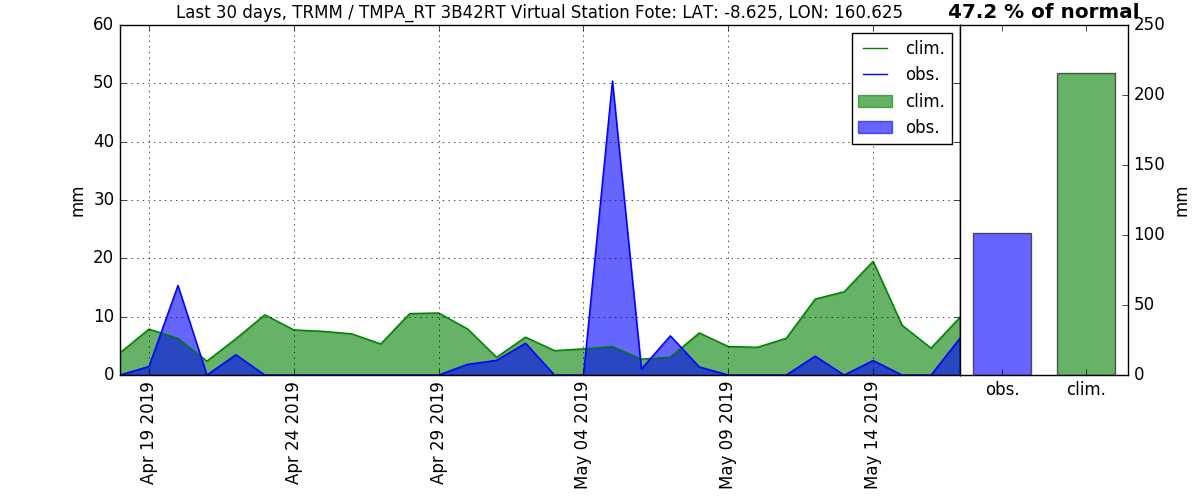 Last 30 days, TRMM / TMPA_RT 3B42RT Virtual Station Fote: LAT: -8.625, LON: 160.625
47.2 % of normal
60
50
40
30
20
10
0
mm
clim.
obs.
clim.
obs.
250
200
150
100
50
0
mm
obs.
clim.
Apr 19 2019
Apr 24 2019
Apr 29 2019
May 04 2019
May 09 2019
May 14 2019